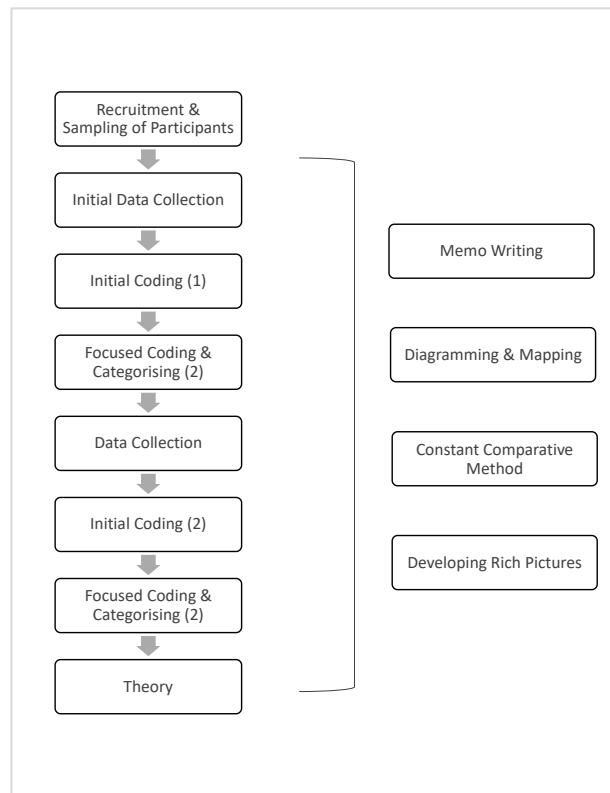 Recruitment &
Sampling of Participants
Initial Data Collection
Initial Coding (1)
Focused Coding &
Categorising (2)
Data Collection
Initial Coding (2)
Focused Coding &
Categorising (2)
Theory
Memo Writing
Diagramming & Mapping
Constant Comparative
Method
Developing Rich Pictures